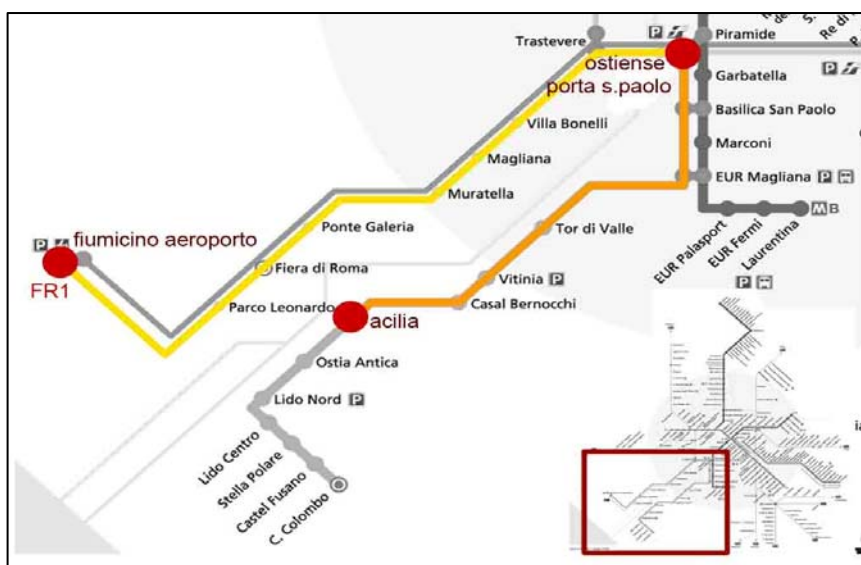 Trastevere
P
ostiense
porta s.paolo
Piramide
P
Garbatella
Basilica San Paolo
Marconi
EUR Magliana P
M B
EUR Palasport
EUR Fermi
Laurentina
P
Villa Bonelli
Magliana
Muratella
Ponte Galeria
Tor di Valle
P
fiumicino aeroporto
FR1
Fiera di Roma
Parco Leonardo
Vitinia P
Casal Bernocchi
acilia
Ostia Antica
Lido Nord P
Lido Centro
Stella Polare
Castel Fusano
C. Colombo